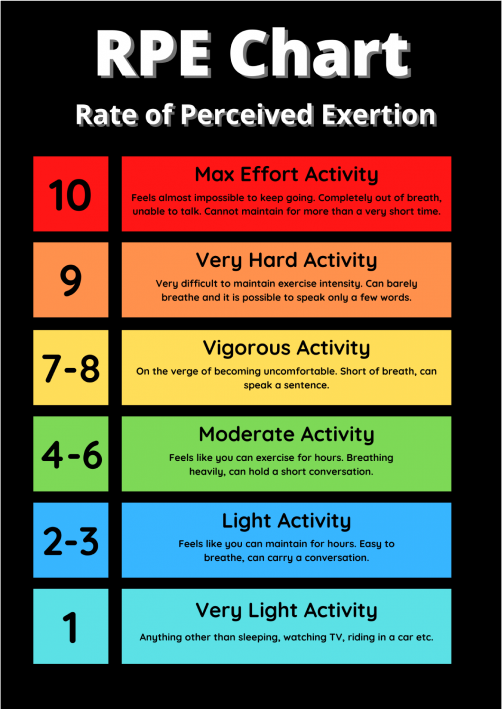 RPE Chart
Rate of Perceived Exertion
10
Max Effort Activity
Feels almost impossible to keep going. Completely out of breath,
unable to talk. Cannot maintain for more than a very short time.
9
Very Hard Activity
Very difficult to maintain exercise intensity. Can barely
breathe and it is possible to speak only a few words.
7-8
Vigorous Activity
On the verge of becoming uncomfortable. Short of breath, can
speak a sentence.
4-6
Moderate Activity
Feels like you can exercise for hours. Breathing
heavily, can hold a short conversation.
2-3
Light Activity
Feels like you can maintain for hours. Easy to
breathe, can carry a conversation.
1
Very Light Activity
Anything other than sleeping, watching TV, riding in a car etc.